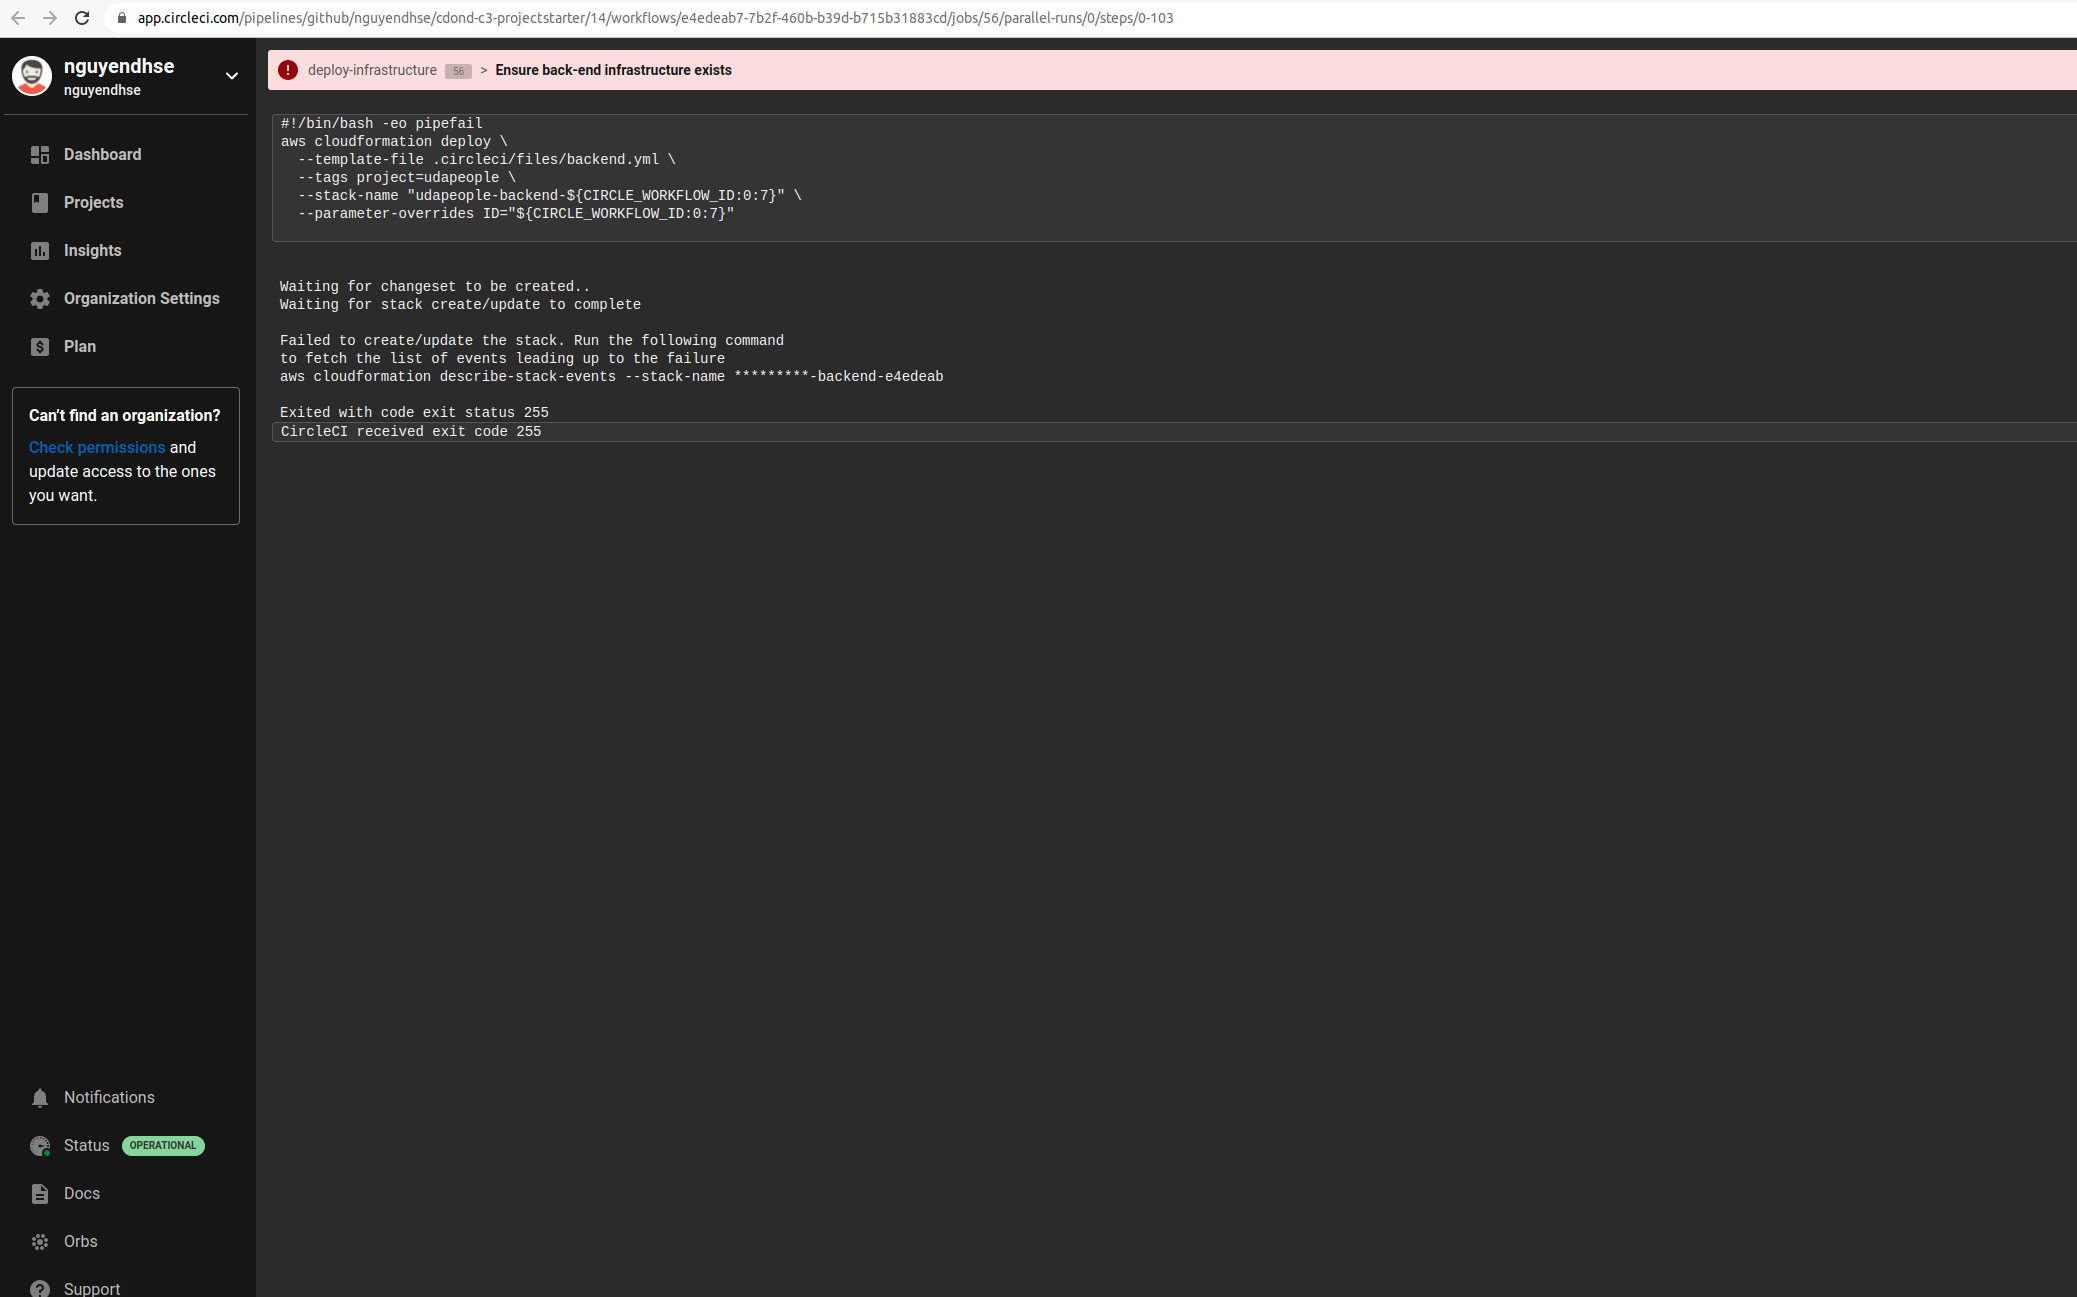 app.circleci.com/pipelines/github/nguyendhse/cdond-c3-projectstarter/14/workflows/e4edeab7-7b2f-460b-b39d-b715b31883cd/jobs/56/parallel-runs/0/steps/0-103
nguyendhse
nguyendhse
Dashboard
Projects
Insights
Organization Settings
Plan
Can't find an organization?
Check permissions and
update access to the ones
you want.
Notifications
Status OPERATIONAL
Docs
Orbs
Support
deploy-infrastructure 56 > Ensure back-end infrastructure exists
#!/bin/bash -eo pipefail
aws cloudformation deploy \
  --template-file .circleci/files/backend.yml \
  --tags project=udapeople \
  --stack-name "udapeople-backend-${CIRCLE_WORKFLOW_ID:0:7}" \
  --parameter-overrides ID="${CIRCLE_WORKFLOW_ID:0:7}"
Waiting for changeset to be created..
Waiting for stack create/update to complete
Failed to create/update the stack. Run the following command
to fetch the list of events leading up to the failure
aws cloudformation describe-stack-events --stack-name *********-backend-e4edeab
Exited with code exit status 255
CircleCI received exit code 255